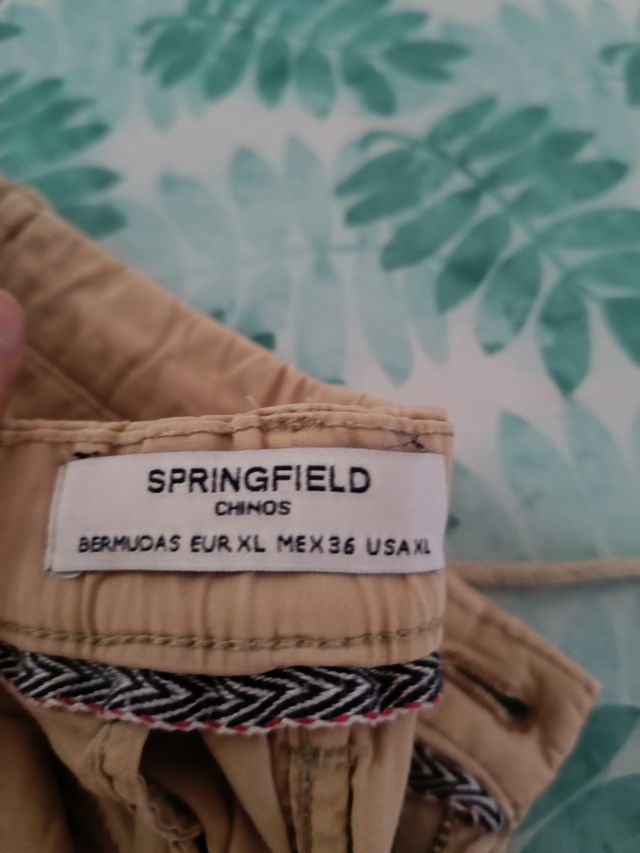 SPRINGFIELD
CHINOS
BERMUDAS EUR XL MEX 36 USA XL